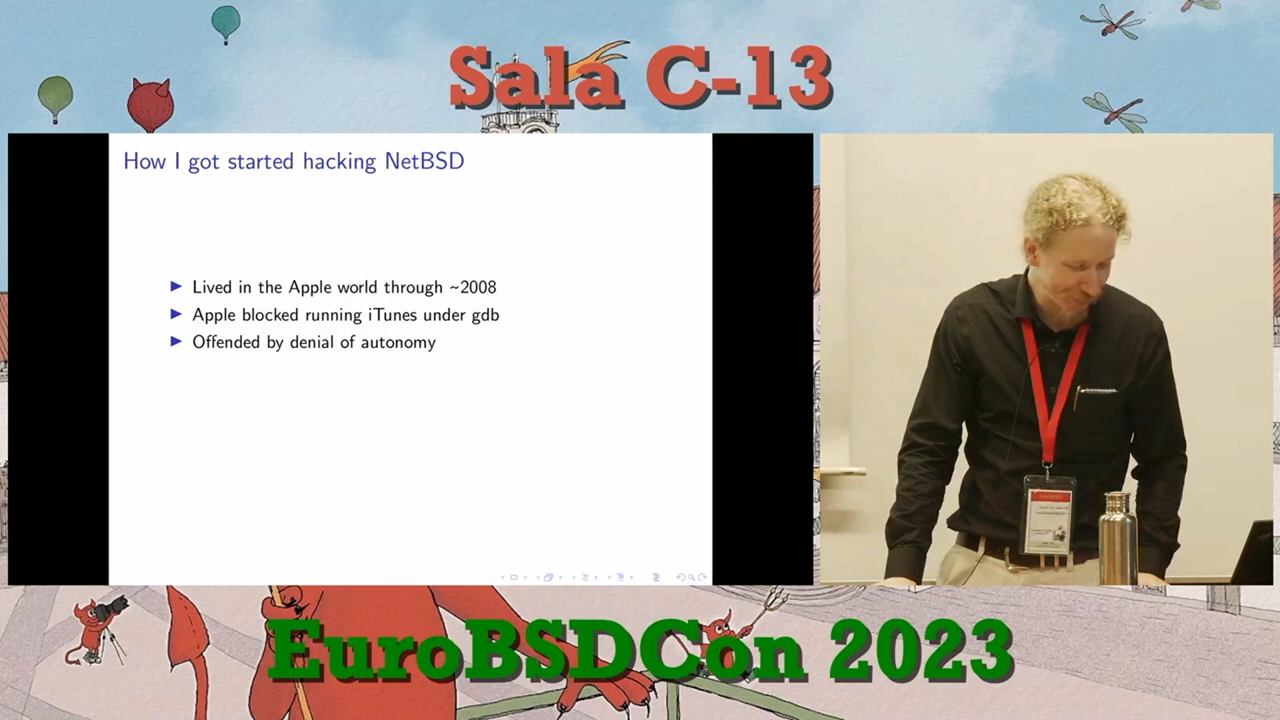 Sala C-13
How I got started hacking NetBSD
Lived in the Apple world through ~2008
Apple blocked running iTunes under gdb
Offended by denial of autonomy
EuroBSDCon 2023